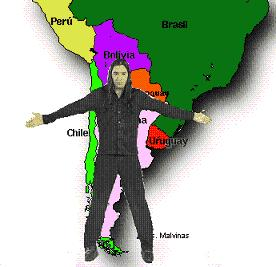 Perú
Brasil
Bolivia
Chile
Uruguay
s. Malvinas